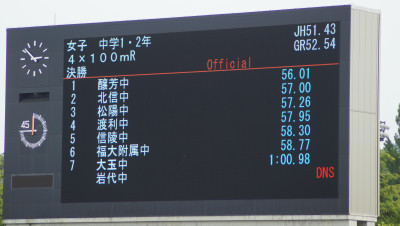 女子 中学1・2年 JH51.43
4×100mR GR52.54
決勝 Official
1 醸芳中 56.01
2 北信中 57.00
3 松陽中 57.26
4 渡利中 57.95
5 信陵中 58.30
6 福大附属中 58.77
7 大玉中 1:00.98
岩代中 DNS
45